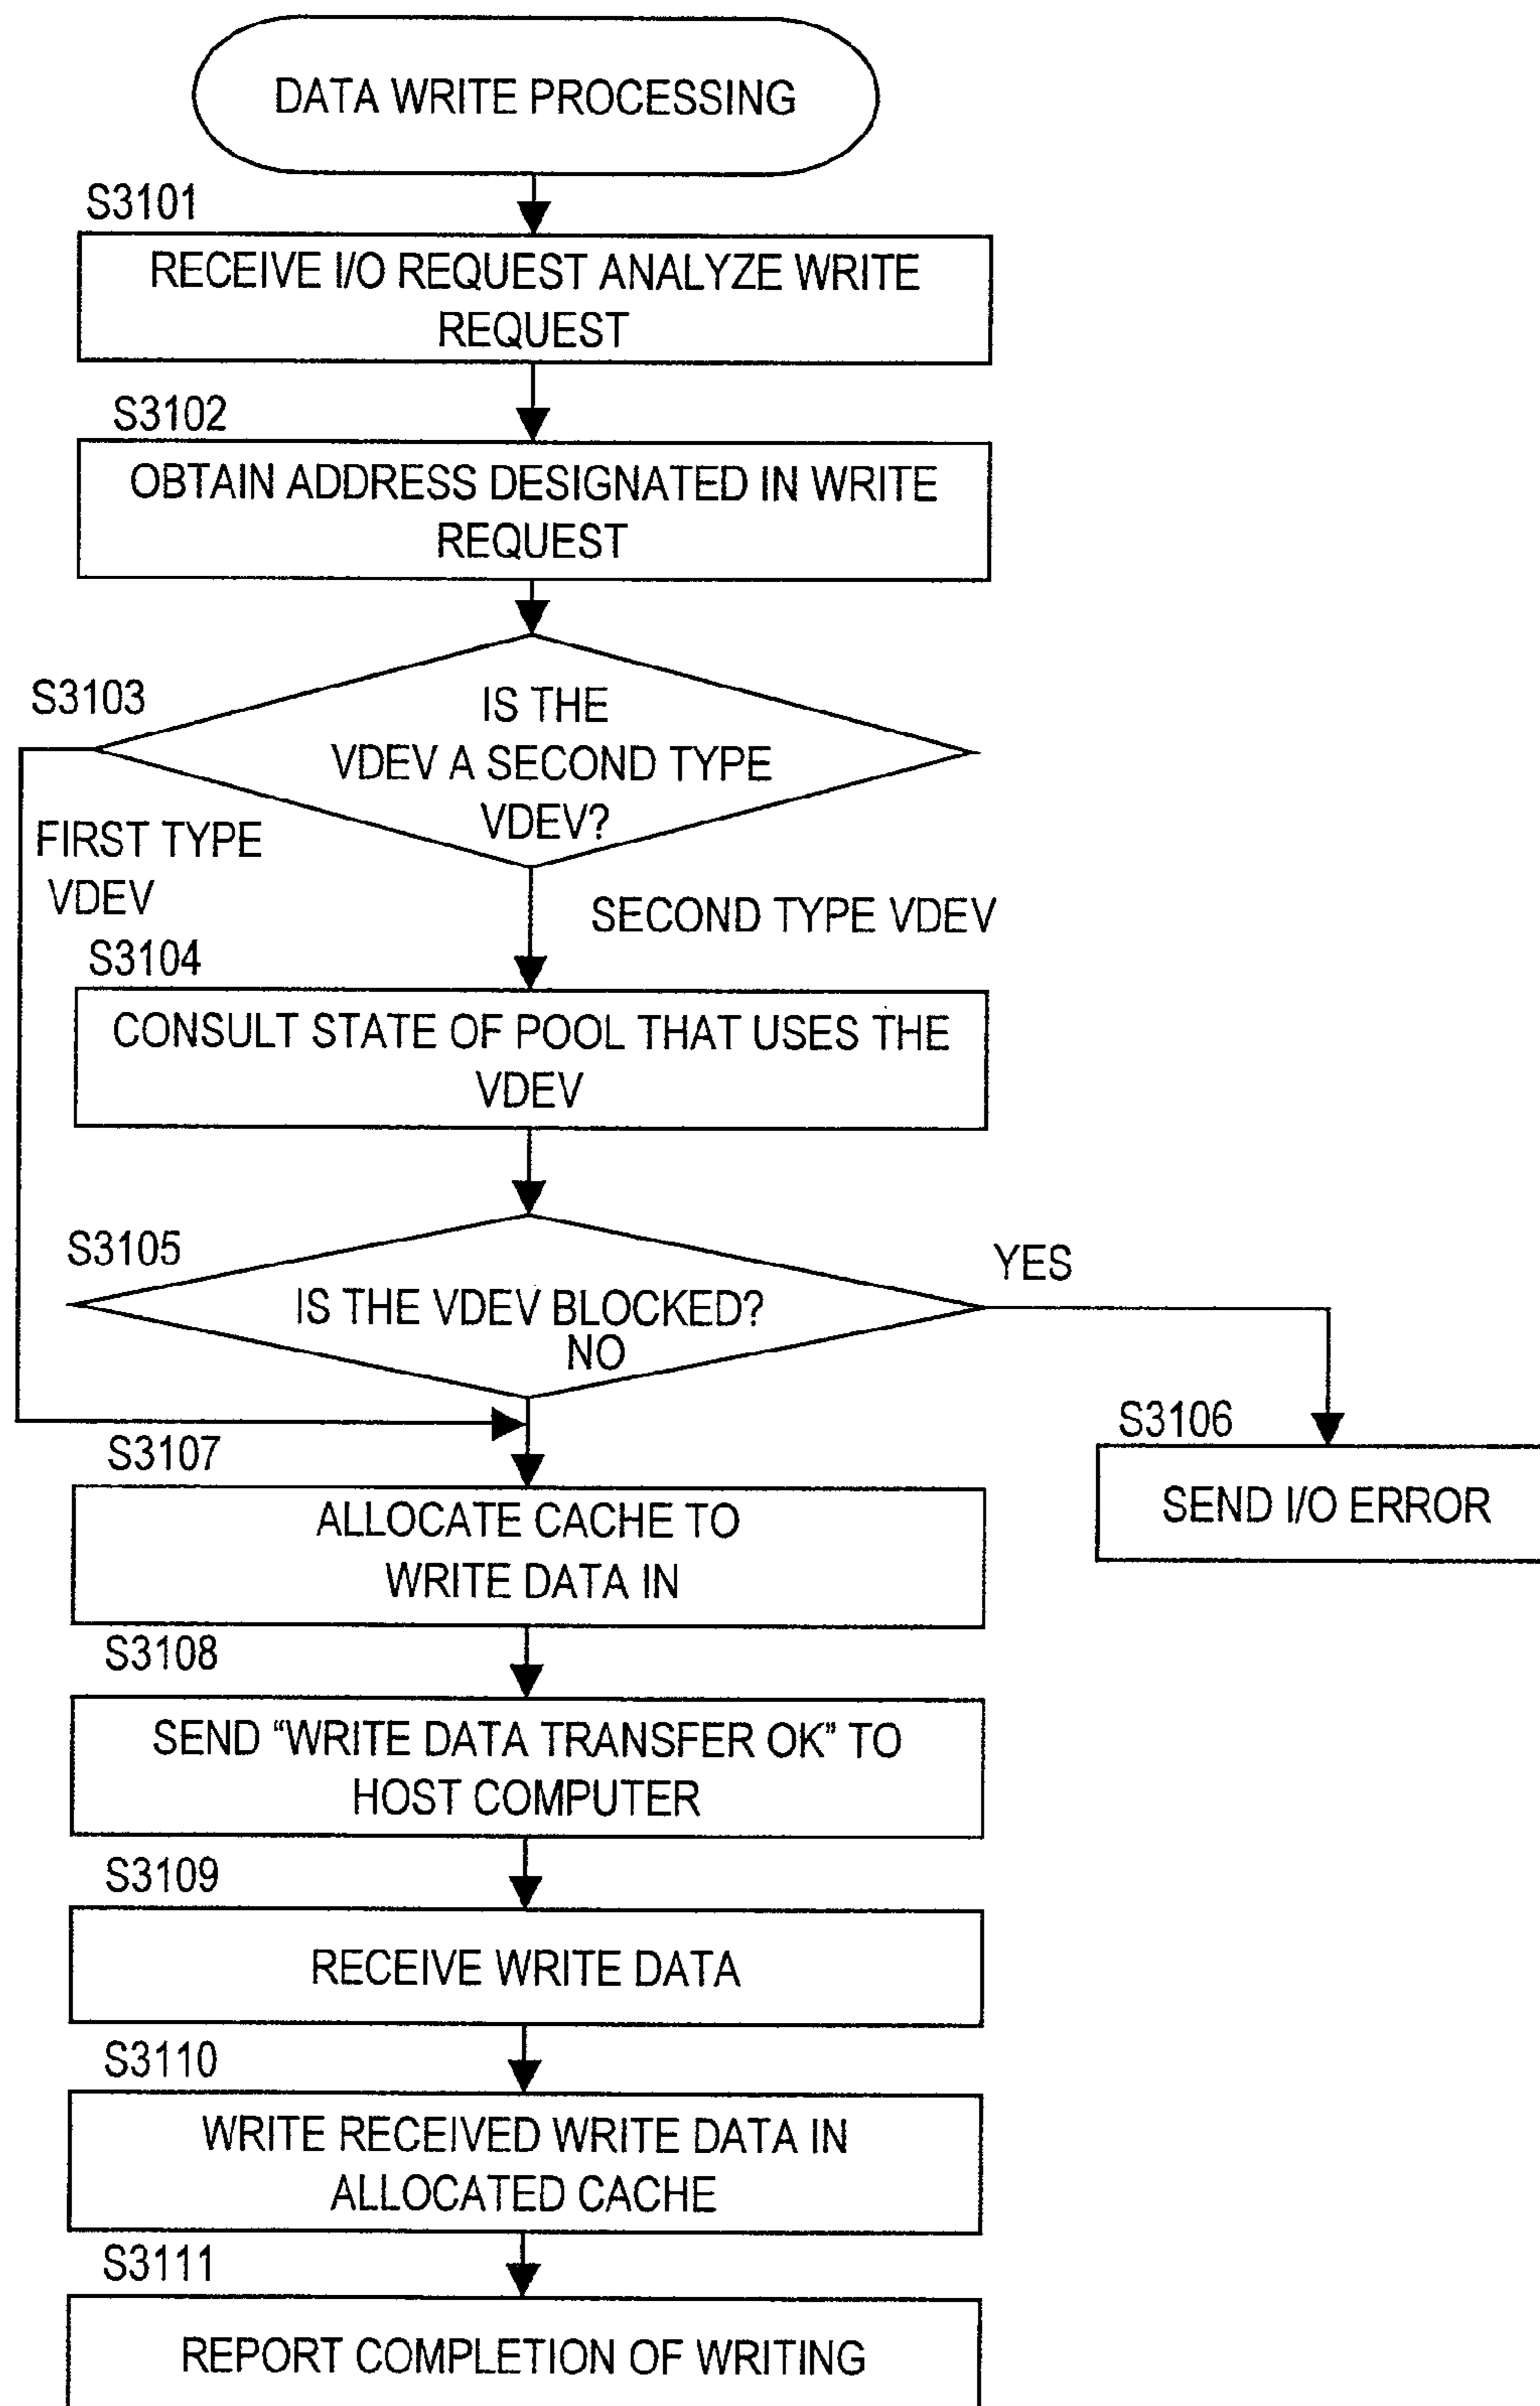 DATA WRITE PROCESSING
S3101
RECEIVE I/O REQUEST ANALYZE WRITE
REQUEST
S3102
OBTAIN ADDRESS DESIGNATED IN WRITE
REQUEST
S3103
IS THE
VDEV A SECOND TYPE
VDEV?
FIRST TYPE
VDEV
SECOND TYPE VDEV
S3104
CONSULT STATE OF POOL THAT USES THE
VDEV
S3105
IS THE VDEV BLOCKED?
YES
NO
S3106
SEND I/O ERROR
S3107
ALLOCATE CACHE TO
WRITE DATA IN
S3108
SEND “WRITE DATA TRANSFER OK” TO
HOST COMPUTER
S3109
RECEIVE WRITE DATA
S3110
WRITE RECEIVED WRITE DATA IN
ALLOCATED CACHE
S3111
REPORT COMPLETION OF WRITING